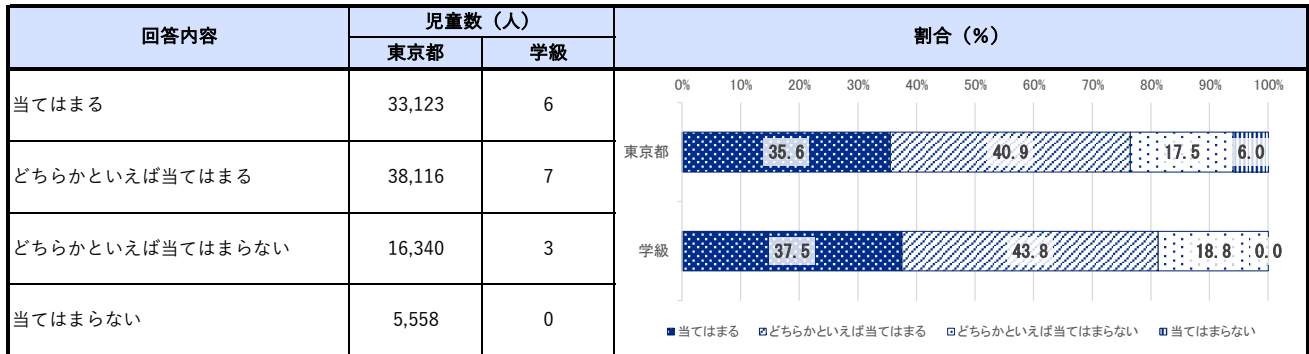 回答内容 児童数（人） 割合（％）
東京都 学級
当てはまる 33,123 6
どちらかといえば当てはまる 38,116 7
どちらかといえば当てはまらない 16,340 3
当てはまらない 5,558 0
0% 10% 20% 30% 40% 50% 60% 70% 80% 90% 100%
東京都 35.6 40.9 17.5 6.0
学級 37.5 43.8 18.8 0.0
当てはまる どちらかといえば当てはまる どちらかといえば当てはまらない 当てはまらない